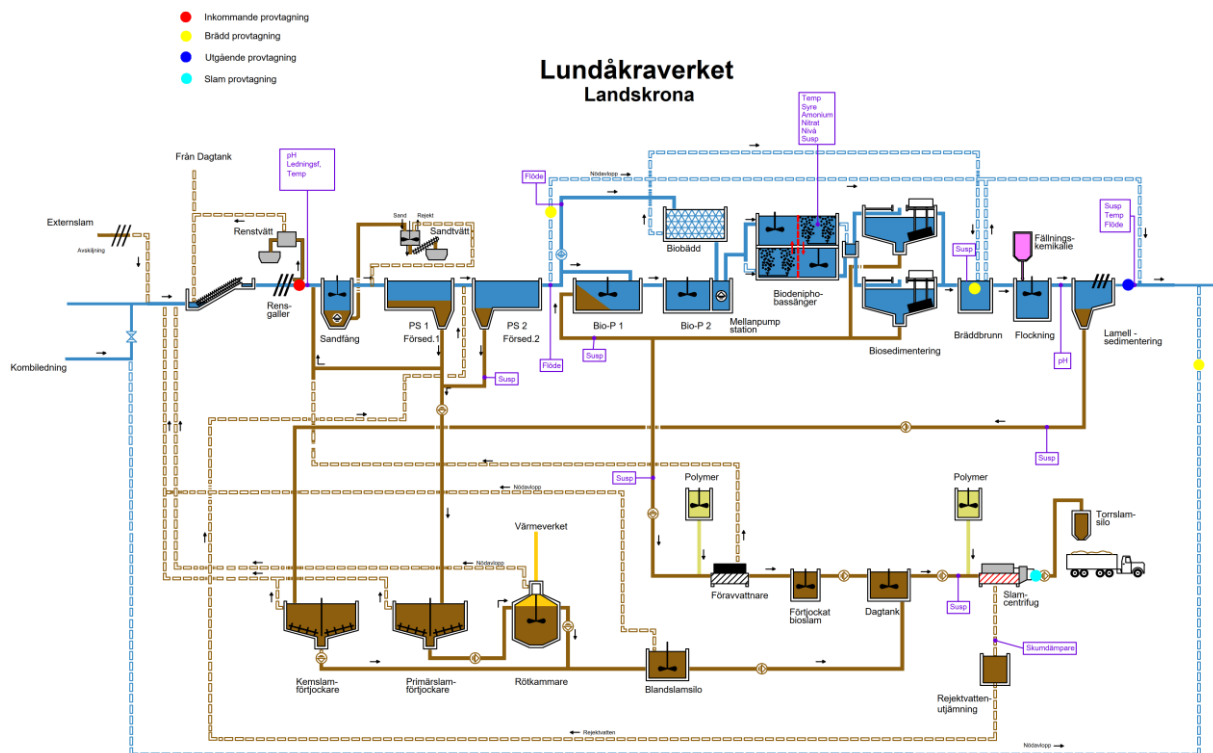 Inkommande provtagning
Brädd provtagning
Utgående provtagning
Slam provtagning
Lundåkraverket
Landskrona
Temp
Syre
Amonium
Nitrat
Nivå
Susp
Från Dagtank
pH
Ledningsf,
Temp
Nödavlopp
Flöde
Susp
Temp
Flöde
Externslam
Avskiljning
Renstvätt
Sand
Rejekt
Sandtvätt
Biobädd
Fällnings-
kemikalie
Susp
Rens-
galler
Biodenipho-
bassänger
Mellanpump
station
Sandfång
PS 1
Försed.1
PS 2
Försed.2
Bio-P 1
Bio-P 2
Biosedimentering
Bräddbrunn
Flockning
Lamell -
sedimentering
Kombiledning
Susp
Flöde
Susp
pH
Susp
Susp
Polymer
Polymer
Nödavlopp
Torrslam-
silo
Värmeverket
Nödavlopp
Föravvattnare
Förtjockat
bioslam
Dagtank
Susp
Slam-
centrifug
Skumdämpare
Kemslam-
förtjockare
Primärslam-
förtjockare
Rötkammare
Blandslamsilo
Rejektvatten-
utjämning
Rejektvatten
Nödavlopp